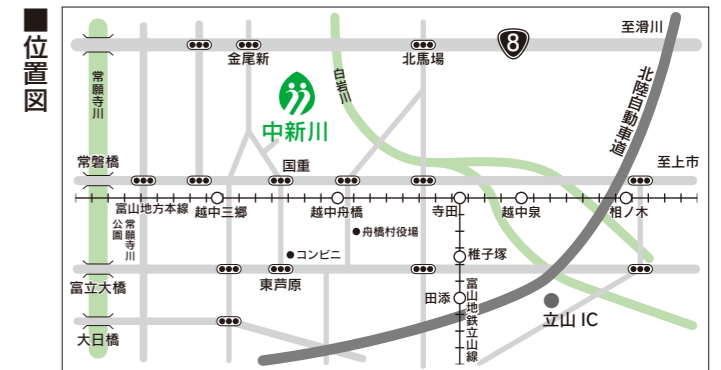 ■位置図
至滑川
8
金尾新
北馬場
常願寺川
白岩川
北陸自動車道
中新川
常磐橋
国重
至上市
富山地方本線
越中三郷
越中舟橋
寺田
越中泉
相ノ木
常願寺川
公園
舟橋村役場
コンビニ
稚子塚
東芦原
富立大橋
田添
富山地鉄立山線
立山 IC
大日橋